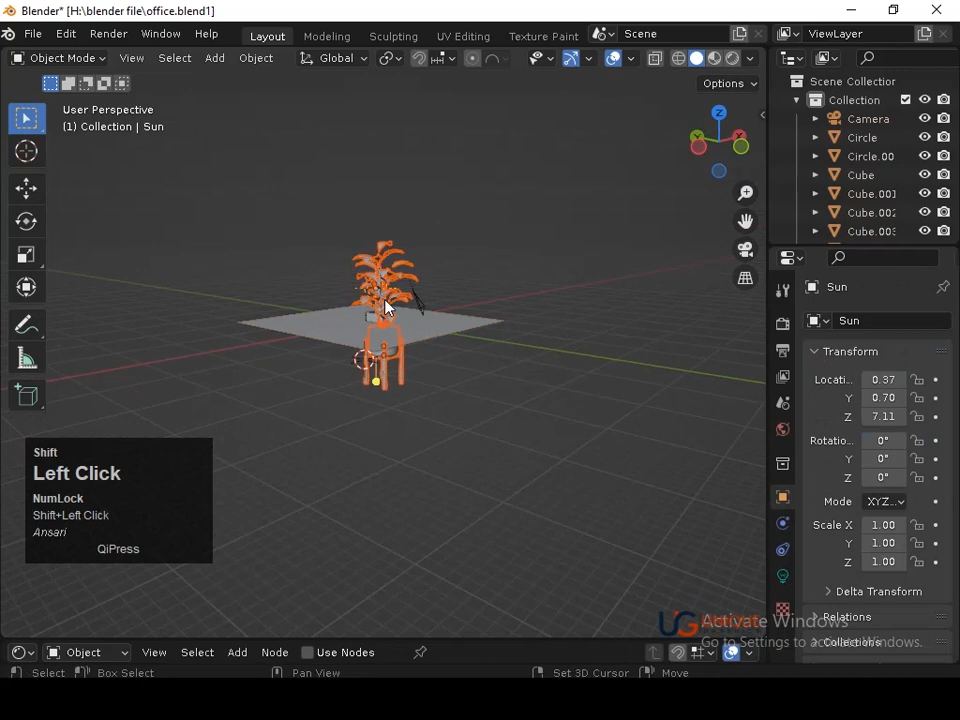 Blender* [H:\blender file\office.blend1]
File Edit Render Window Help Layout Modeling Sculpting UV Editing Texture Paint Scene ViewLayer
Object Mode View Select Add Object Global
Options
User Perspective
(1) Collection | Sun
Z
Y
X
Scene Collection
Collection
Camera
Circle
Circle.00
Cube
Cube.001
Cube.002
Cube.003
Sun
Sun
Transform
Locati... 0.37
Y 0.70
Z 7.11
Rotatio... 0°
Y 0°
Z 0°
Mode XYZ...
Scale X 1.00
Y 1.00
Z 1.00
Delta Transform
Relations
Collections
Shift
Left Click
NumLock
Shift+Left Click
Ansari
QiPress
UG
Activate Windows
Go to Settings to activate Windows.
Object View Select Add Node Use Nodes
Select Box Select Pan View Set 3D Cursor Move